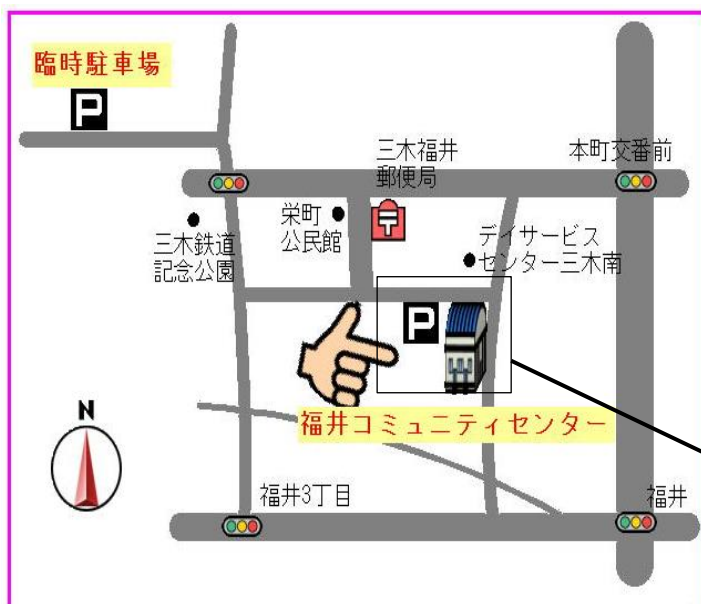 臨時駐車場
P
三木福井
郵便局
本町交番前
栄町
公民館
三木鉄道
記念公園
デイサービス
センター三木南
P
福井コミュニティセンター
N
福井3丁目
福井